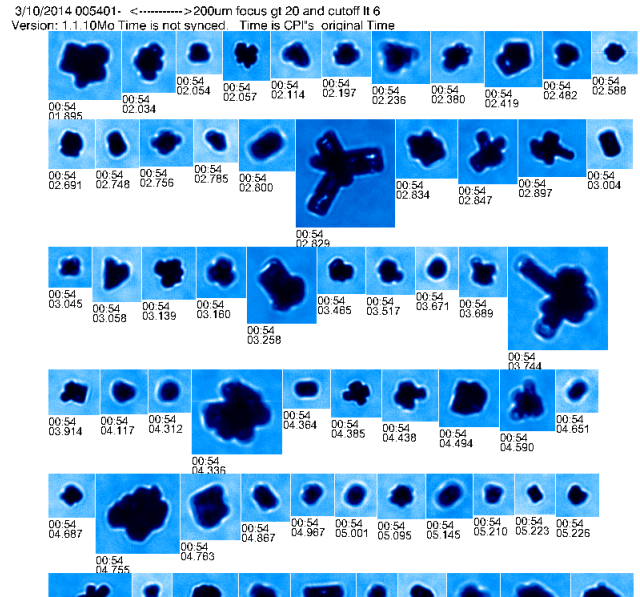 3/10/2014 005401- <----------->200um focus gt 20 and cutoff lt 6
Version: 1.1.10Mo Time is not synced. Time is CPI"s original Time
00:54 00:54 00:54 00:54 00:54 00:54 00:54 00:54 00:54 00:54 00:54
01.895 02.034 02.054 02.057 02.114 02.197 02.236 02.380 02.419 02.482 02.588
00:54 00:54 00:54 00:54 00:54 00:54 00:54 00:54 00:54 00:54
02.691 02.748 02.756 02.785 02.800 02.829 02.834 02.847 02.897 03.004
00:54 00:54 00:54 00:54 00:54 00:54 00:54 00:54 00:54 00:54
03.045 03.058 03.139 03.160 03.258 03.465 03.517 03.671 03.689 03.744
00:54 00:54 00:54 00:54 00:54 00:54 00:54 00:54 00:54 00:54
03.914 04.117 04.312 04.336 04.364 04.385 04.438 04.494 04.590 04.651
00:54 00:54 00:54 00:54 00:54 00:54 00:54 00:54 00:54 00:54 00:54
04.687 04.755 04.763 04.867 04.967 05.001 05.095 05.145 05.210 05.223 05.226